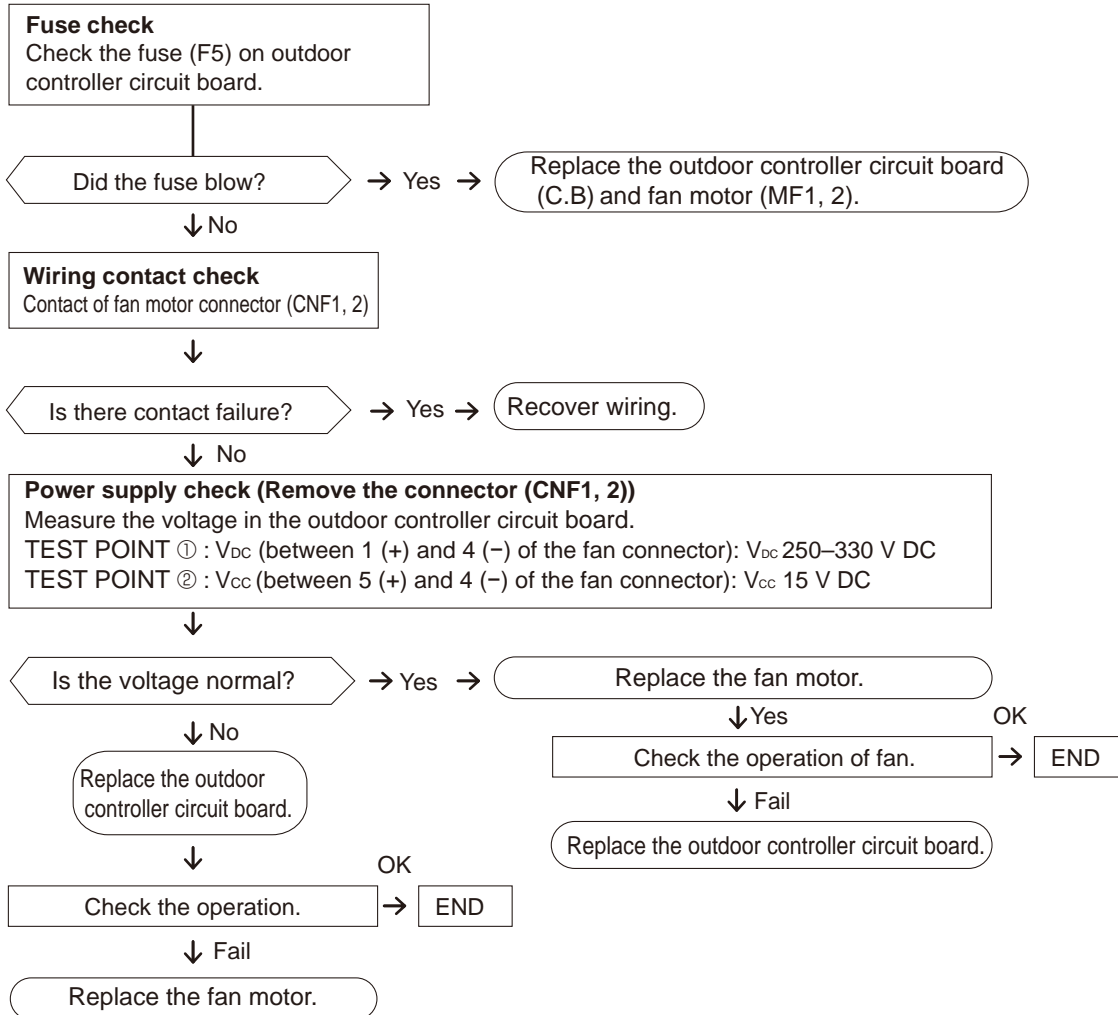 Fuse check
Check the fuse (F5) on outdoor
controller circuit board.
Did the fuse blow?
→ Yes →
Replace the outdoor controller circuit board
(C.B) and fan motor (MF1, 2).
↓ No
Wiring contact check
Contact of fan motor connector (CNF1, 2)
↓
Is there contact failure?
→ Yes →
Recover wiring.
↓ No
Power supply check (Remove the connector (CNF1, 2))
Measure the voltage in the outdoor controller circuit board.
TEST POINT ① : VDC (between 1 (+) and 4 (−) of the fan connector): VDC 250–330 V DC
TEST POINT ② : VCC (between 5 (+) and 4 (−) of the fan connector): Vcc 15 V DC
↓
Is the voltage normal?
→ Yes →
Replace the fan motor.
↓ Yes
Check the operation of fan.
OK
→
END
↓ Fail
Replace the outdoor controller circuit board.
↓ No
Replace the outdoor
controller circuit board.
↓
Check the operation.
OK
→
END
↓ Fail
Replace the fan motor.